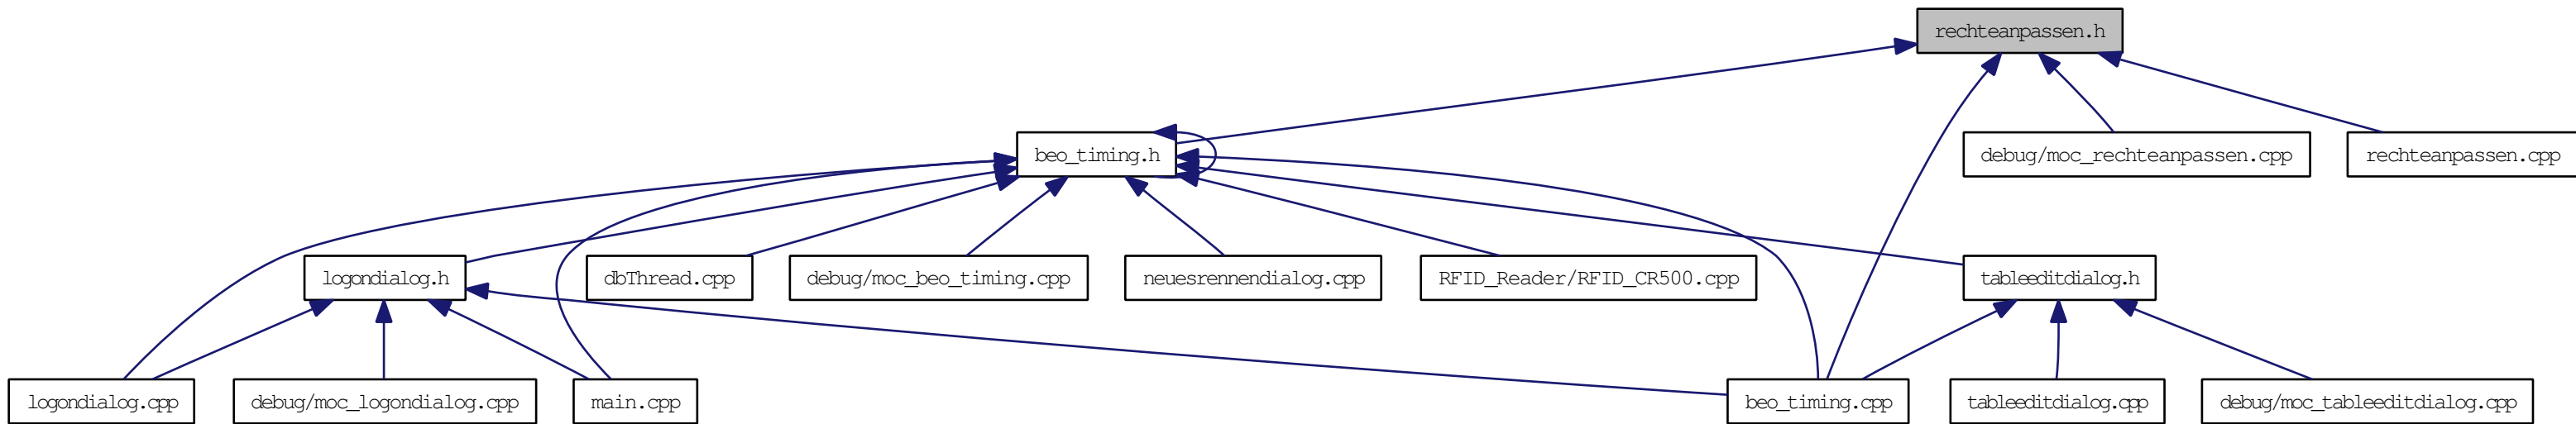 rechteanpassen.h
beo_timing.h
debug/moc_rechteanpassen.cpp
rechteanpassen.cpp
logondialog.h
dbThread.cpp
debug/moc_beo_timing.cpp
neuesrennendialog.cpp
RFID_Reader/RFID_CR500.cpp
tableeditdialog.h
logondialog.cpp
debug/moc_logondialog.cpp
main.cpp
beo_timing.cpp
tableeditdialog.cpp
debug/moc_tableeditdialog.cpp